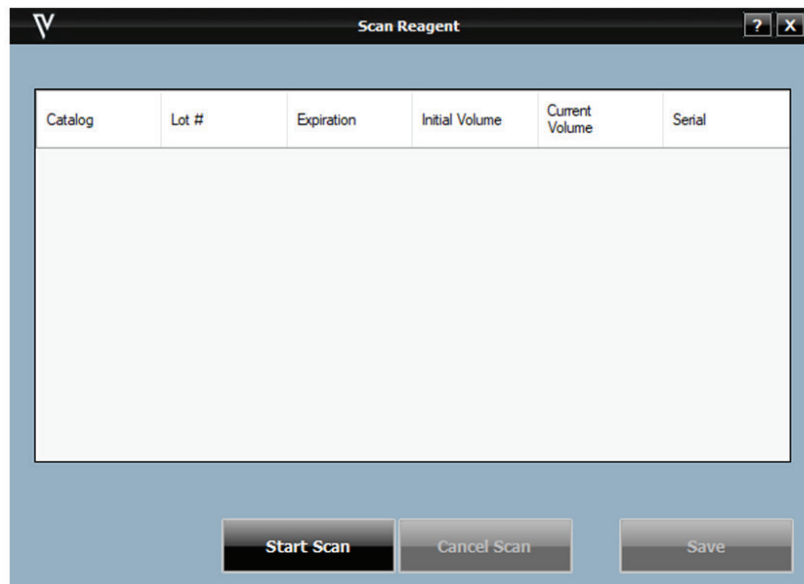 Scan Reagent
? X
Catalog Lot # Expiration Initial Volume Current Volume Serial
Start Scan Cancel Scan Save